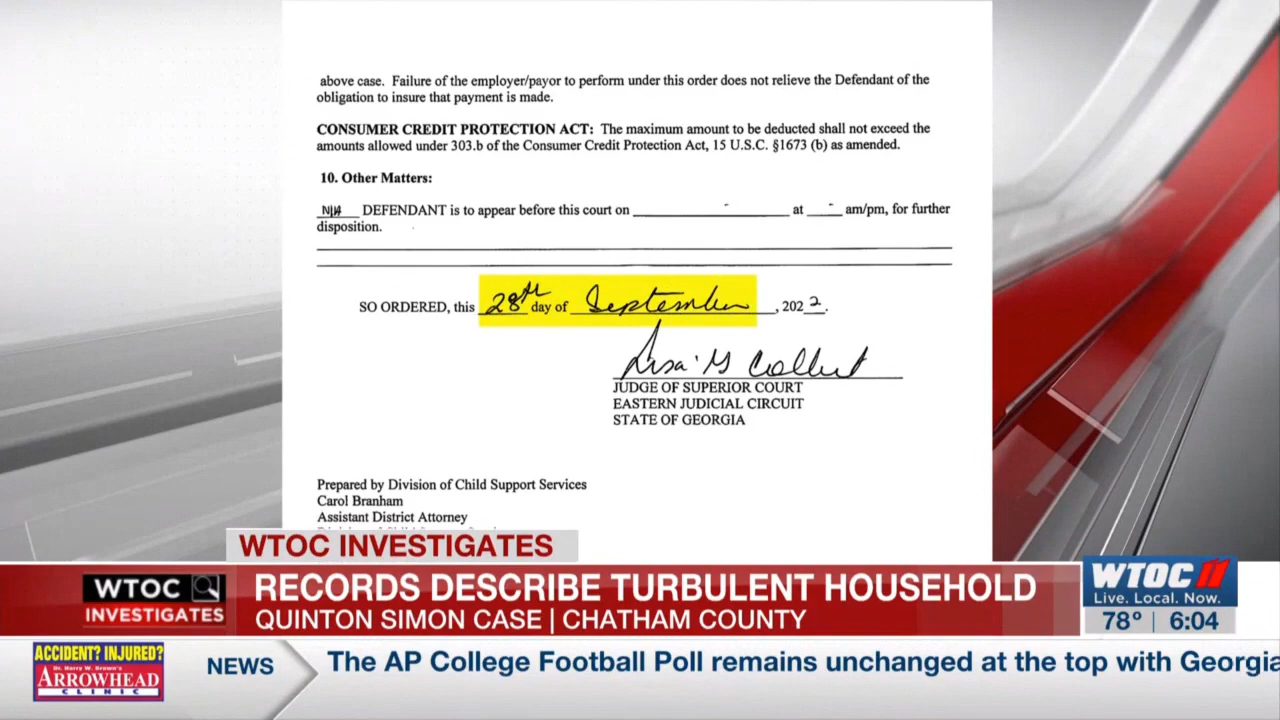 above case. Failure of the employer/payor to perform under this order does not relieve the Defendant of the
obligation to insure that payment is made.
CONSUMER CREDIT PROTECTION ACT: The maximum amount to be deducted shall not exceed the
amounts allowed under 303.b of the Consumer Credit Protection Act, 15 U.S.C. §1673 (b) as amended.
10. Other Matters:
N/A DEFENDANT is to appear before this court on - at - am/pm, for further
disposition.
SO ORDERED, this 28th day of September, 2022.
Lisa G Colbert
JUDGE OF SUPERIOR COURT
EASTERN JUDICIAL CIRCUIT
STATE OF GEORGIA
Prepared by Division of Child Support Services
Carol Branham
Assistant District Attorney
WTOC INVESTIGATES
WTOC
INVESTIGATES
RECORDS DESCRIBE TURBULENT HOUSEHOLD
QUINTON SIMON CASE | CHATHAM COUNTY
WTOC 11
Live. Local. Now.
78° | 6:04
ACCIDENT? INJURED?
Dr. Harry W. Brown's
ARROWHEAD
CLINIC
NEWS
The AP College Football Poll remains unchanged at the top with Georgia